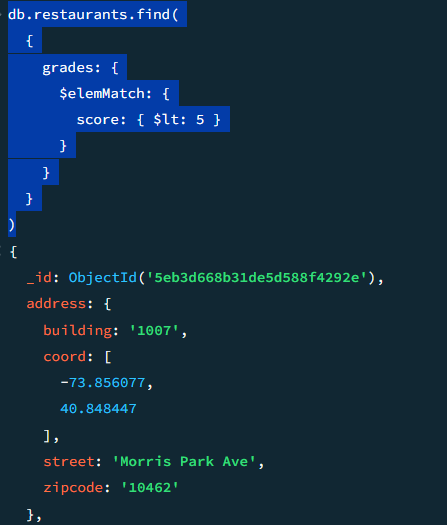 db.restaurants.find(
  {
    grades: {
      $elemMatch: {
        score: { $lt: 5 }
      }
    }
  }
)
{
  _id: ObjectId('5eb3d668b31de5d588f4292e'),
  address: {
    building: '1007',
    coord: [
      -73.856077,
      40.848447
    ],
    street: 'Morris Park Ave',
    zipcode: '10462'
  },